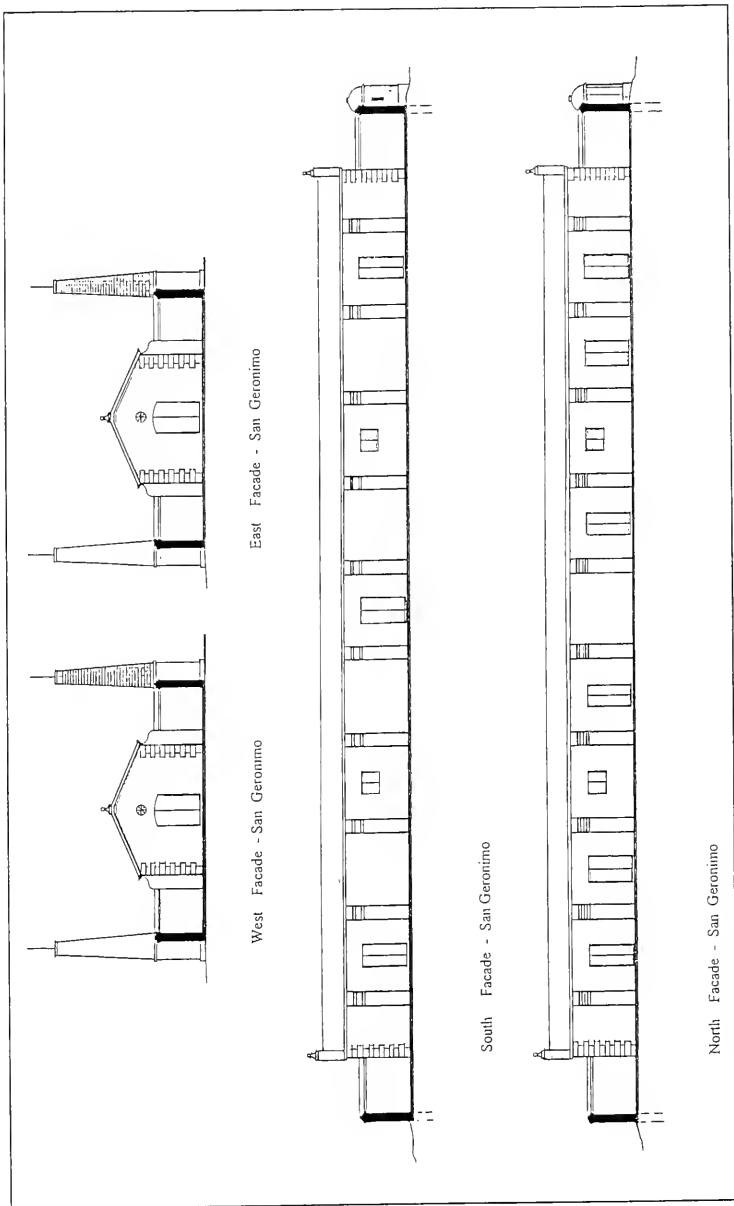 West Facade - San Geronimo
East Facade - San Geronimo
South Facade - San Geronimo
North Facade - San Geronimo